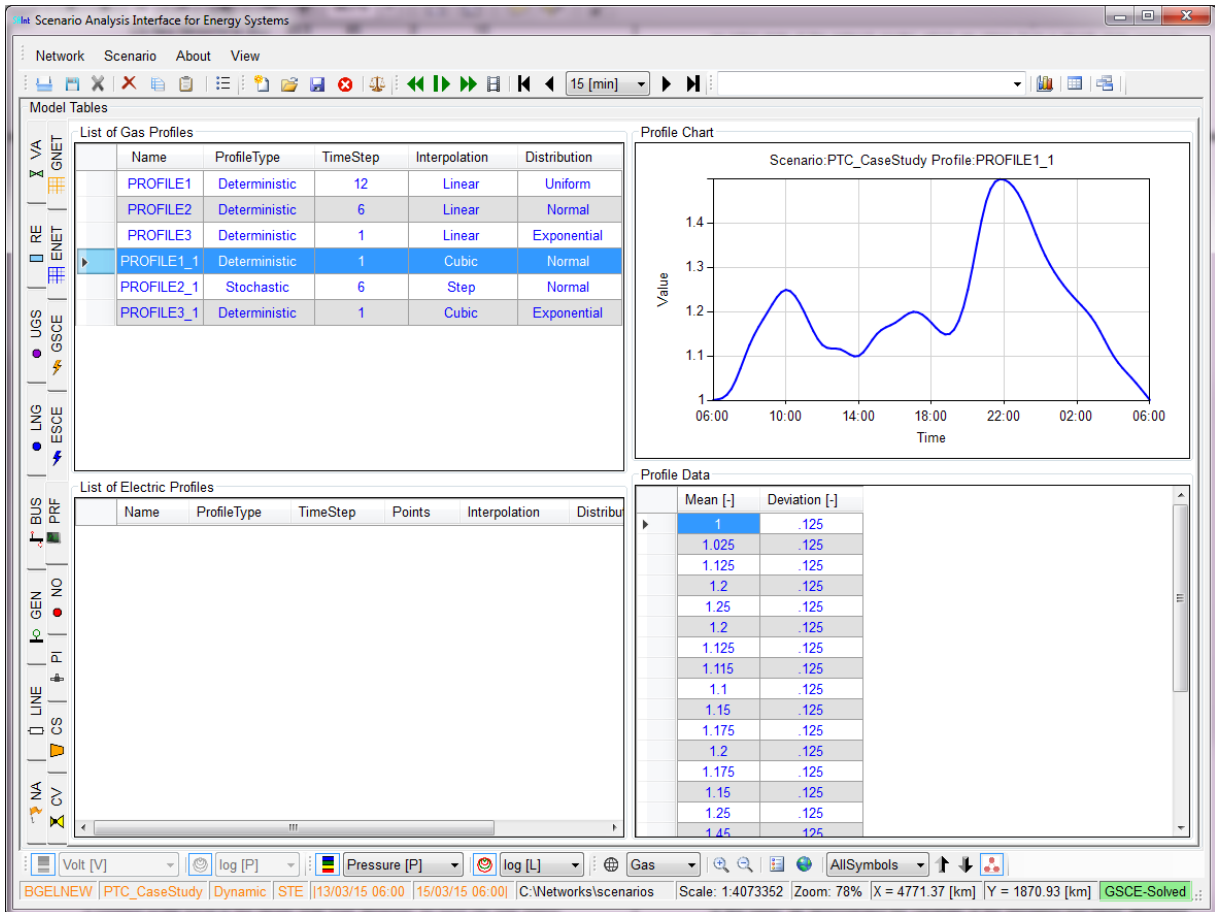 Int Scenario Analysis Interface for Energy Systems
Network Scenario About View
15 [min]
Model Tables
VA
GNET
RE
ENET
UGS
GSCE
LNG
ESCE
BUS
PRF
GEN
NO
PI
LINE
CS
NA
CV
List of Gas Profiles
Name ProfileType TimeStep Interpolation Distribution
PROFILE1 Deterministic 12 Linear Uniform
PROFILE2 Deterministic 6 Linear Normal
PROFILE3 Deterministic 1 Linear Exponential
PROFILE1_1 Deterministic 1 Cubic Normal
PROFILE2_1 Stochastic 6 Step Normal
PROFILE3_1 Deterministic 1 Cubic Exponential
List of Electric Profiles
Name ProfileType TimeStep Points Interpolation Distribut
Profile Chart
Scenario:PTC_CaseStudy Profile:PROFILE1_1
Value
1.4
1.3
1.2
1.1
1
06:00 10:00 14:00 18:00 22:00 02:00 06:00
Time
Profile Data
Mean [-] Deviation [-]
1 .125
1.025 .125
1.125 .125
1.2 .125
1.25 .125
1.2 .125
1.125 .125
1.115 .125
1.1 .125
1.15 .125
1.175 .125
1.2 .125
1.175 .125
1.15 .125
1.25 .125
1.45 .125
Volt [V] log [P] Pressure [P] log [L] Gas AllSymbols
BGELNEW PTC_CaseStudy Dynamic STE |13/03/15 06:00 15/03/15 06:00| C:\Networks\scenarios Scale: 1:4073352 Zoom: 78% X = 4771.37 [km] Y = 1870.93 [km] GSCE-Solved